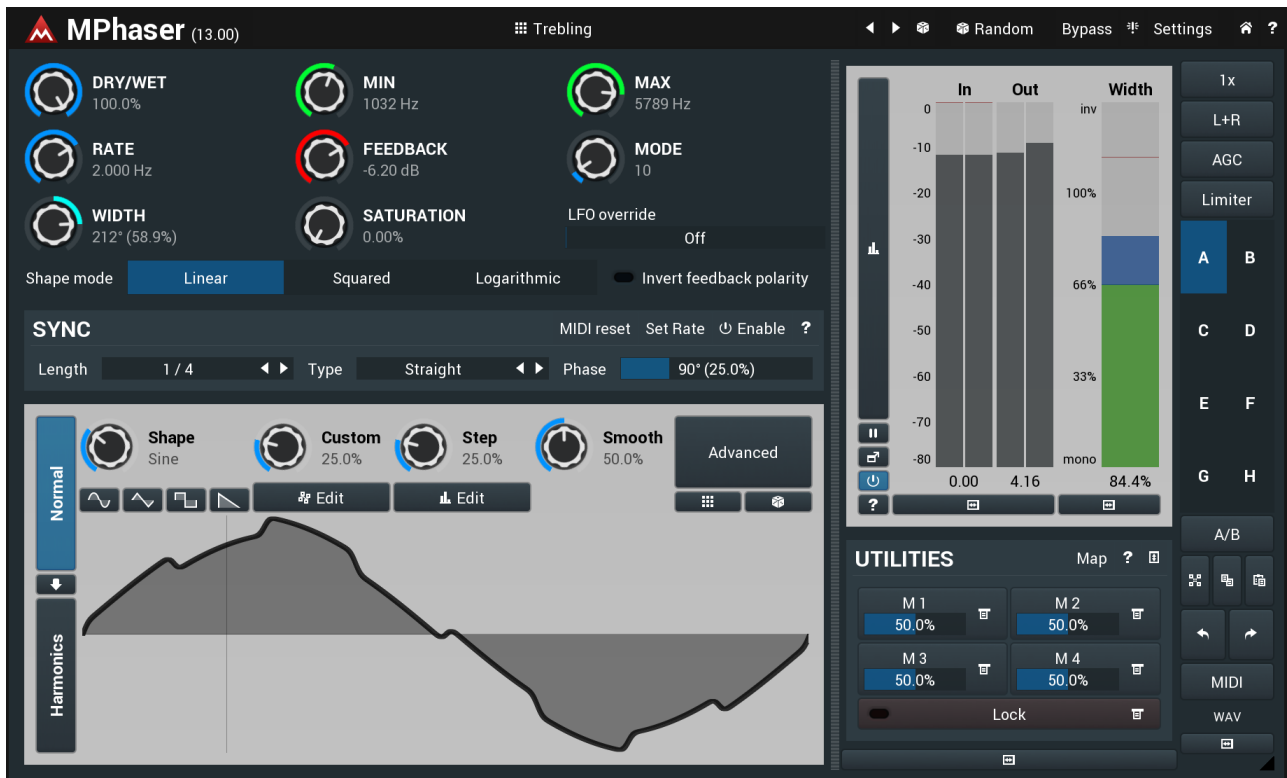 MPhaser (13.00)
Trebling
Random
Bypass
Settings
?
DRY/WET
100.0%
MIN
1032 Hz
MAX
5789 Hz
RATE
2.000 Hz
FEEDBACK
-6.20 dB
MODE
10
WIDTH
212° (58.9%)
SATURATION
0.00%
LFO override
Off
Shape mode
Linear
Squared
Logarithmic
Invert feedback polarity
SYNC
MIDI reset
Set Rate
Enable
?
Length
1 / 4
Type
Straight
Phase
90° (25.0%)
Normal
Harmonics
Shape
Sine
Custom
25.0%
Step
25.0%
Smooth
50.0%
Advanced
Edit
Edit
In
Out
Width
0
-10
-20
-30
-40
-50
-60
-70
-80
inv
100%
66%
33%
mono
0.00
4.16
84.4%
?
UTILITIES
Map
?
M 1
50.0%
M 2
50.0%
M 3
50.0%
M 4
50.0%
Lock
1x
L+R
AGC
Limiter
A
B
C
D
E
F
G
H
A/B
MIDI
WAV